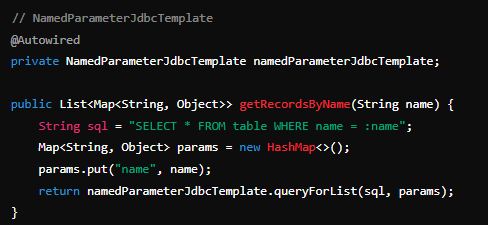 // NamedParameterJdbcTemplate
@Autowired
private NamedParameterJdbcTemplate namedParameterJdbcTemplate;

public List<Map<String, Object>> getRecordsByName(String name) {
    String sql = "SELECT * FROM table WHERE name = :name";
    Map<String, Object> params = new HashMap<>();
    params.put("name", name);
    return namedParameterJdbcTemplate.queryForList(sql, params);
}